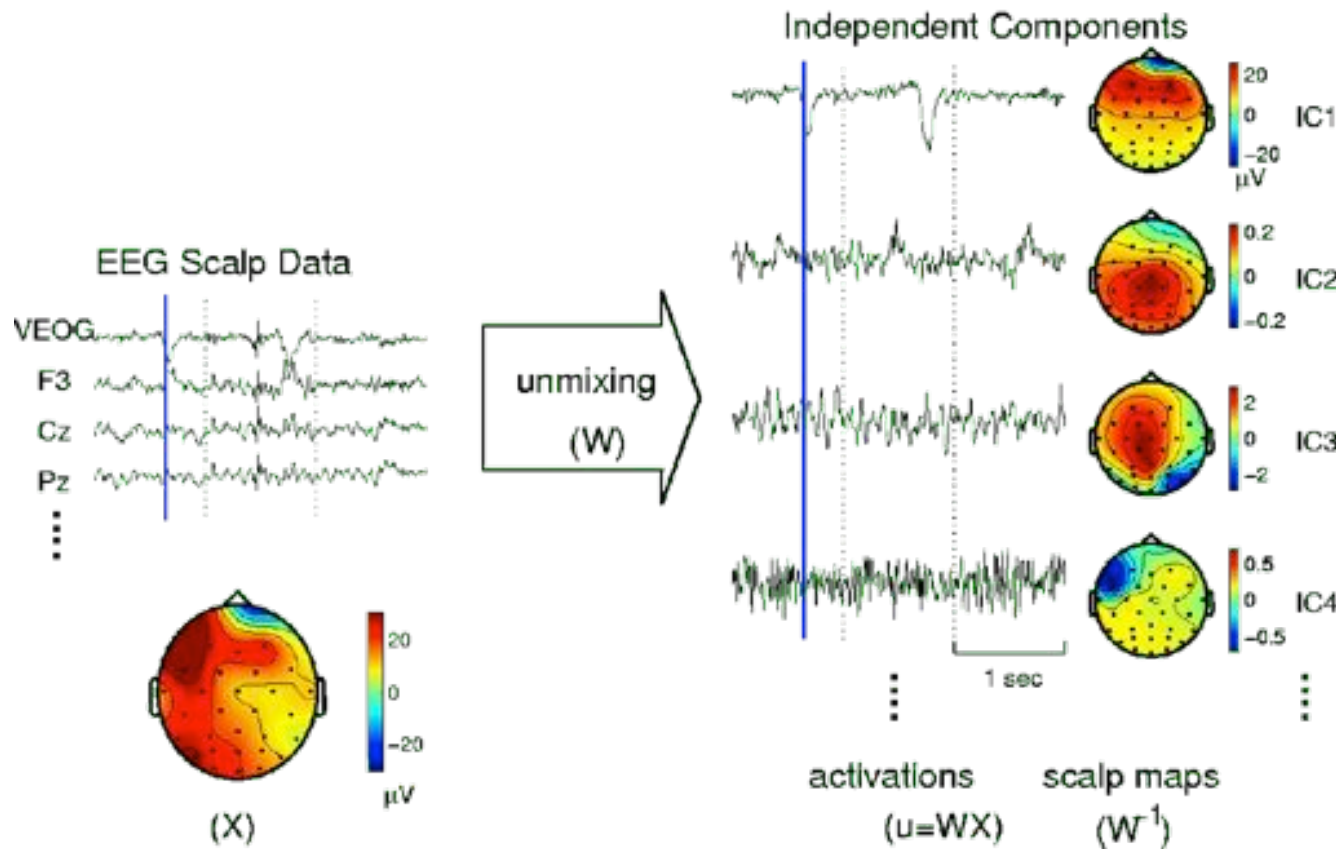 EEG Scalp Data
VEOG
F3
Cz
Pz
20
0
−20
μV
(X)
unmixing
(W)
Independent Components
20
0
−20
μV
IC1
0.2
0
−0.2
IC2
2
0
−2
IC3
0.5
0
−0.5
IC4
1 sec
activations
(u=WX)
scalp maps
(W⁻¹)